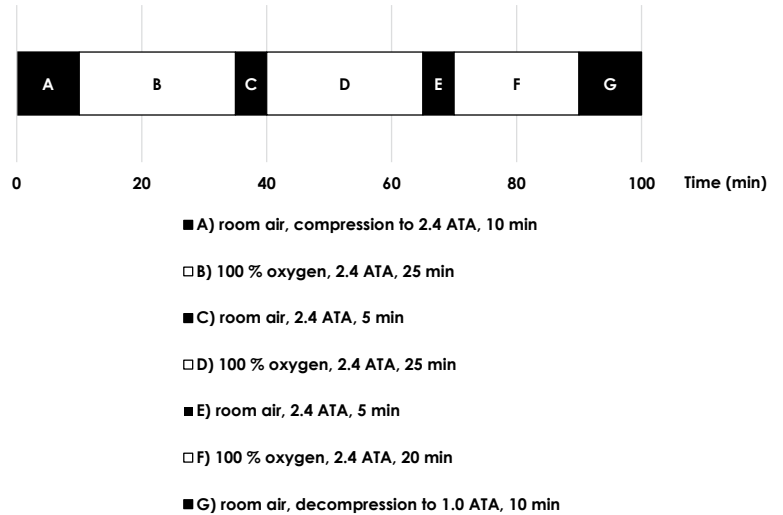 A B C D E F G
0 20 40 60 80 100 Time (min)
A) room air, compression to 2.4 ATA, 10 min
B) 100 % oxygen, 2.4 ATA, 25 min
C) room air, 2.4 ATA, 5 min
D) 100 % oxygen, 2.4 ATA, 25 min
E) room air, 2.4 ATA, 5 min
F) 100 % oxygen, 2.4 ATA, 20 min
G) room air, decompression to 1.0 ATA, 10 min